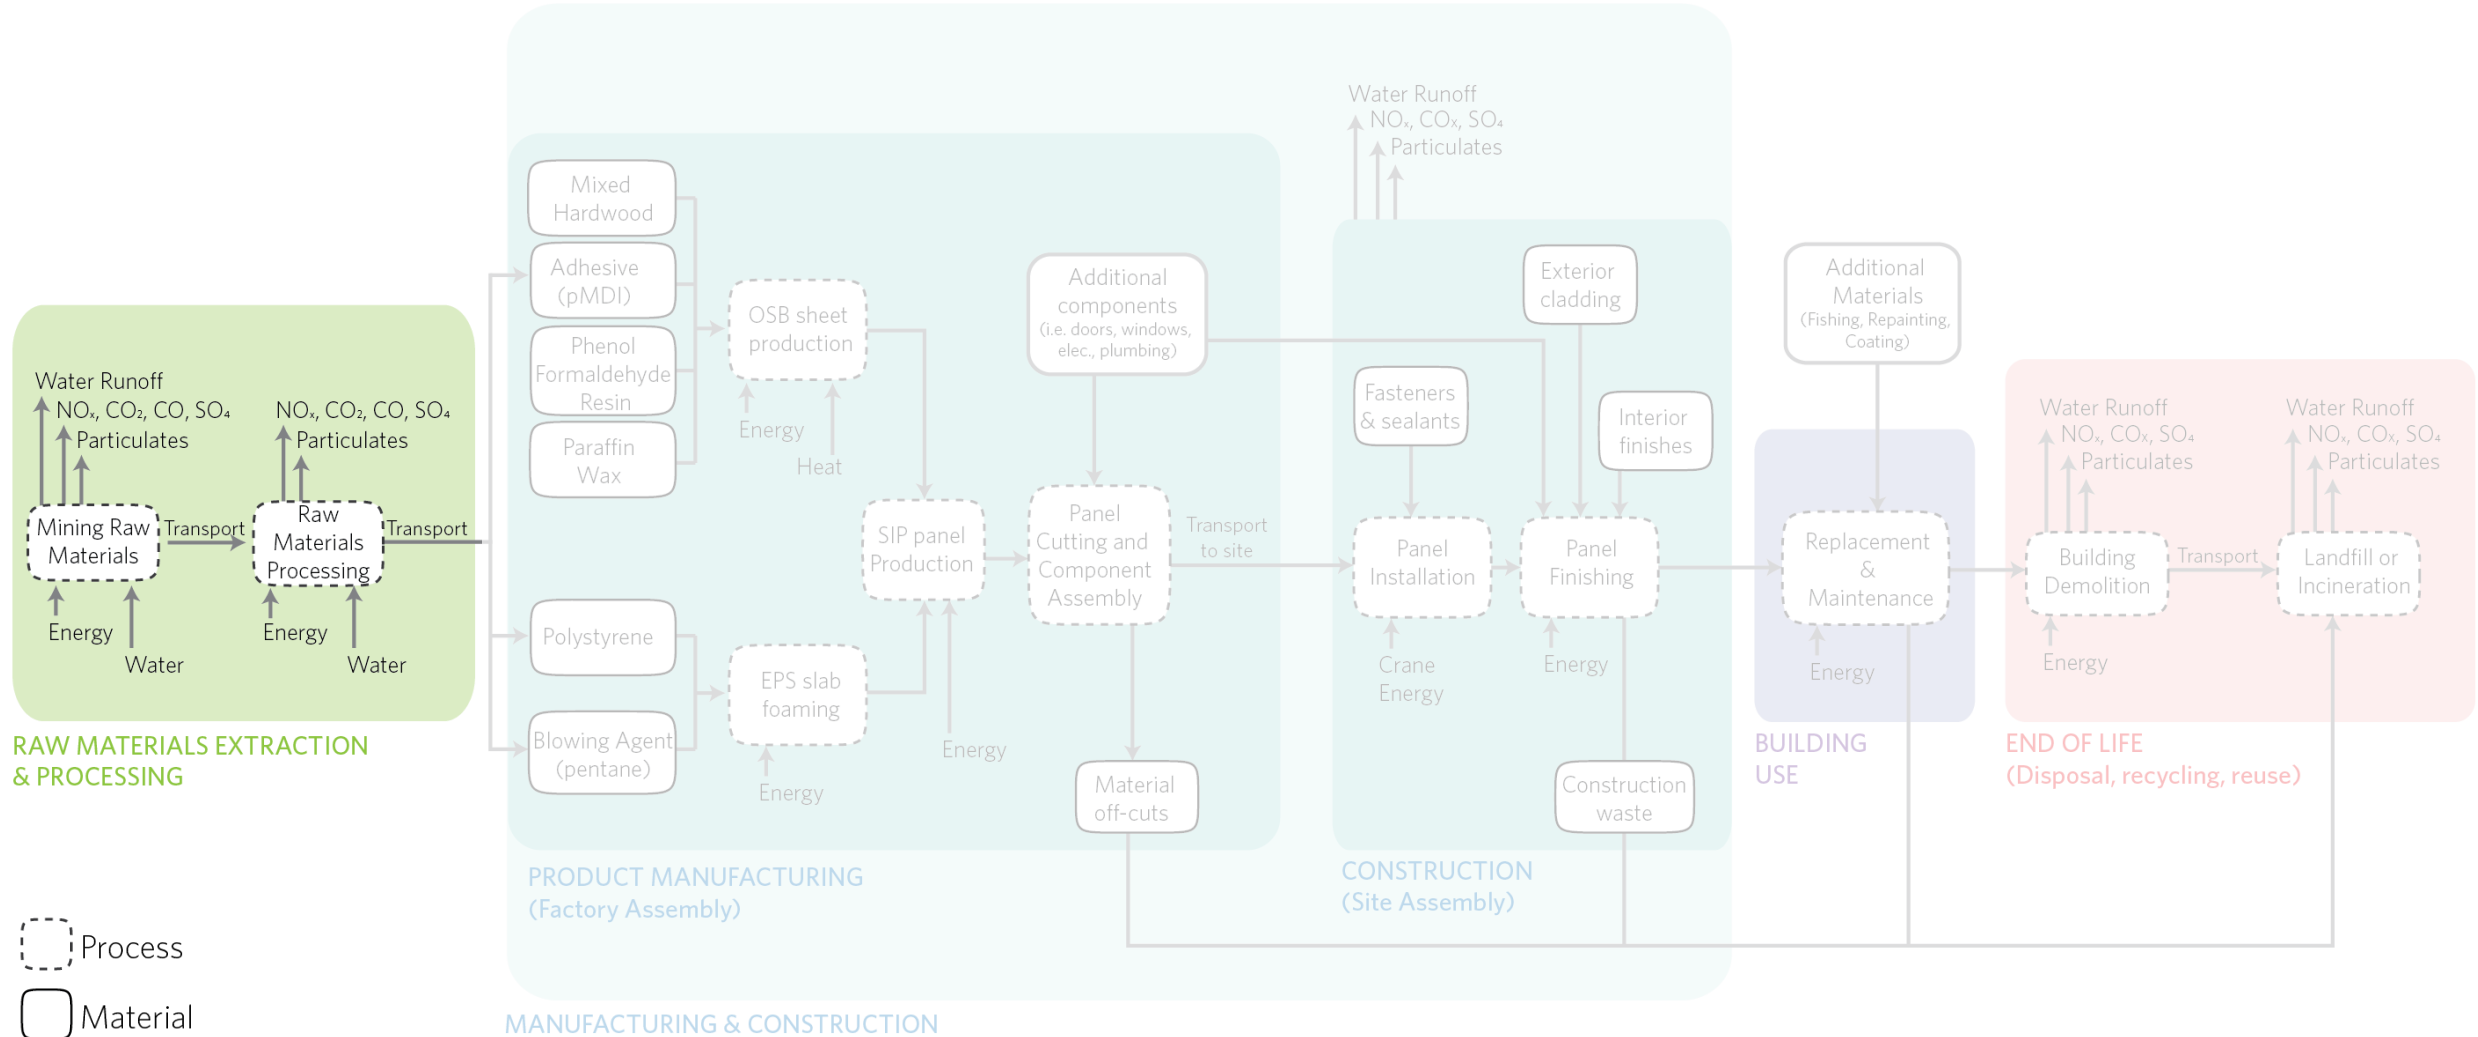 Water Runoff
NOₓ, CO₂, CO, SO₄
Particulates
NOₓ, CO₂, CO, SO₄
Particulates
Mining Raw
Materials
Transport
Raw
Materials
Processing
Transport
Energy
Water
Energy
Water
RAW MATERIALS EXTRACTION
& PROCESSING
Mixed
Hardwood
Adhesive
(pMDI)
Phenol
Formaldehyde
Resin
Paraffin
Wax
OSB sheet
production
Energy
Heat
Polystyrene
Blowing Agent
(pentane)
EPS slab
foaming
Energy
SIP panel
Production
Energy
Additional
components
(i.e. doors, windows,
elec., plumbing)
Panel
Cutting and
Component
Assembly
Material
off-cuts
Transport
to site
PRODUCT MANUFACTURING
(Factory Assembly)
Water Runoff
NOₓ, COₓ, SO₄
Particulates
Exterior
cladding
Fasteners
& sealants
Interior
finishes
Panel
Installation
Panel
Finishing
Crane
Energy
Energy
Construction
waste
CONSTRUCTION
(Site Assembly)
MANUFACTURING & CONSTRUCTION
Additional
Materials
(Fishing, Repainting,
Coating)
Replacement
&
Maintenance
Energy
BUILDING
USE
Water Runoff
NOₓ, COₓ, SO₄
Particulates
Water Runoff
NOₓ, COₓ, SO₄
Particulates
Building
Demolition
Transport
Landfill or
Incineration
Energy
END OF LIFE
(Disposal, recycling, reuse)
Process
Material